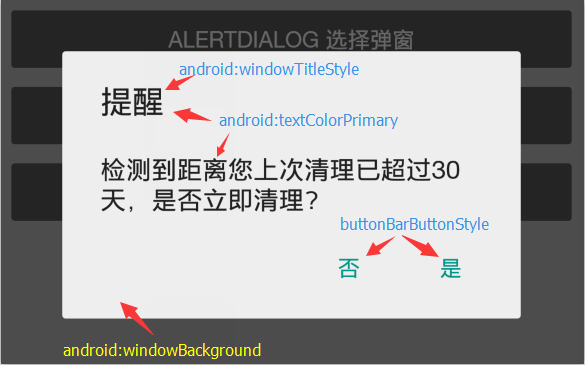 ALERTDIALOG 选择弹窗
android:windowTitleStyle
提醒
android:textColorPrimary
检测到距离您上次清理已超过30
天，是否立即清理？
buttonBarButtonStyle
否 是
android:windowBackground